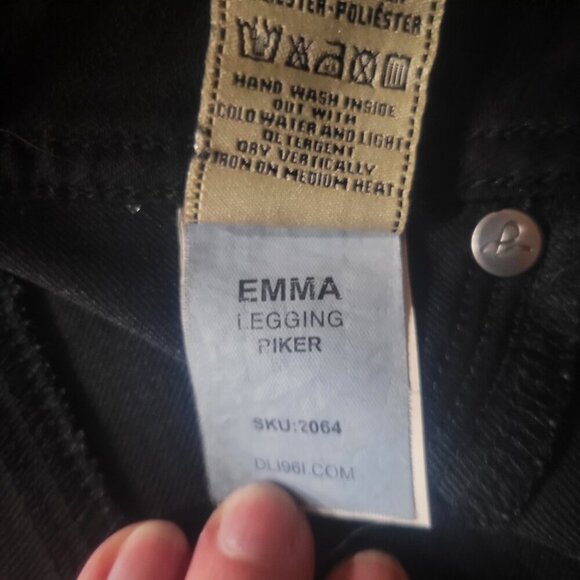 POLIÉSTER
HAND WASH INSIDE
OUT WITH
COLD WATER AND LIGHT
DETERGENT
DRY VERTICALLY
IRON ON MEDIUM HEAT
EMMA
LEGGING
PIKER
SKU:2064
DL1961.COM